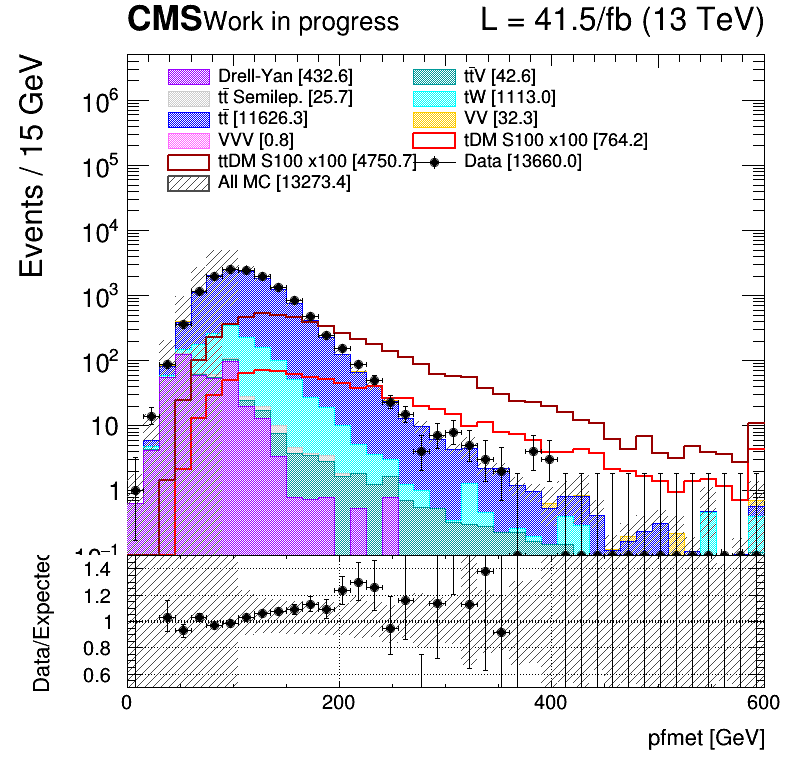 CMS Work in progress L = 41.5/fb (13 TeV)
Events / 15 GeV
Drell-Yan [432.6] tt̄V [42.6]
tt̄ Semilep. [25.7] tW [1113.0]
tt̄ [11626.3] VV [32.3]
VVV [0.8] tDM S100 x100 [764.2]
ttDM S100 x100 [4750.7] Data [13660.0]
All MC [13273.4]
10⁶
10⁵
10⁴
10³
10²
10
1
10⁻¹
Data/Expected
1.4
1.2
1
0.8
0.6
0 200 400 600
pfmet [GeV]